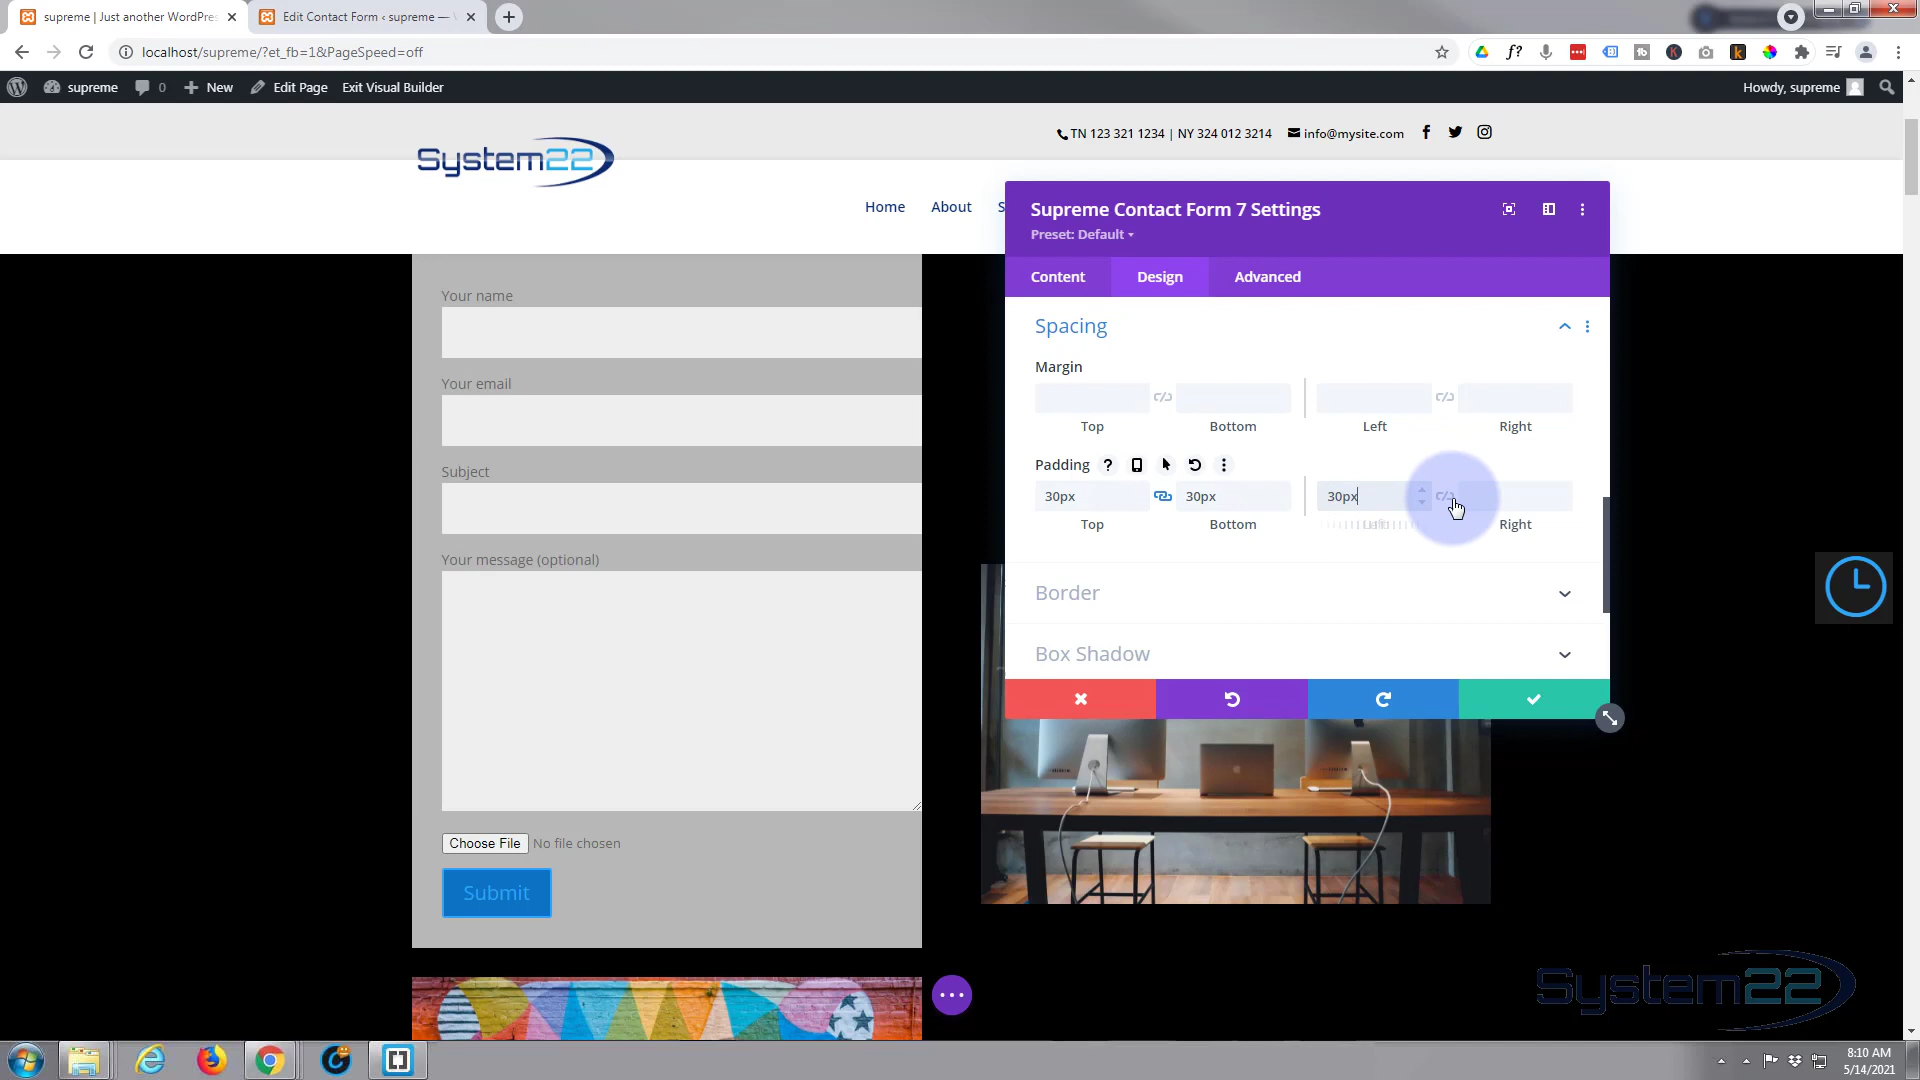 supreme | Just another WordPres
Edit Contact Form ‹ supreme —
localhost/supreme/?et_fb=1&PageSpeed=off
supreme
0
New
Edit Page
Exit Visual Builder
Howdy, supreme
System22
TN 123 321 1234 | NY 324 012 3214
info@mysite.com
Home
About
S
Supreme Contact Form 7 Settings
Preset: Default
Content
Design
Advanced
Spacing
Margin
Top
Bottom
Left
Right
Padding
30px
30px
30px
Top
Bottom
Left
Right
Border
Box Shadow
Your name
Your email
Subject
Your message (optional)
Choose File
No file chosen
Submit
System22
8:10 AM
5/14/2021